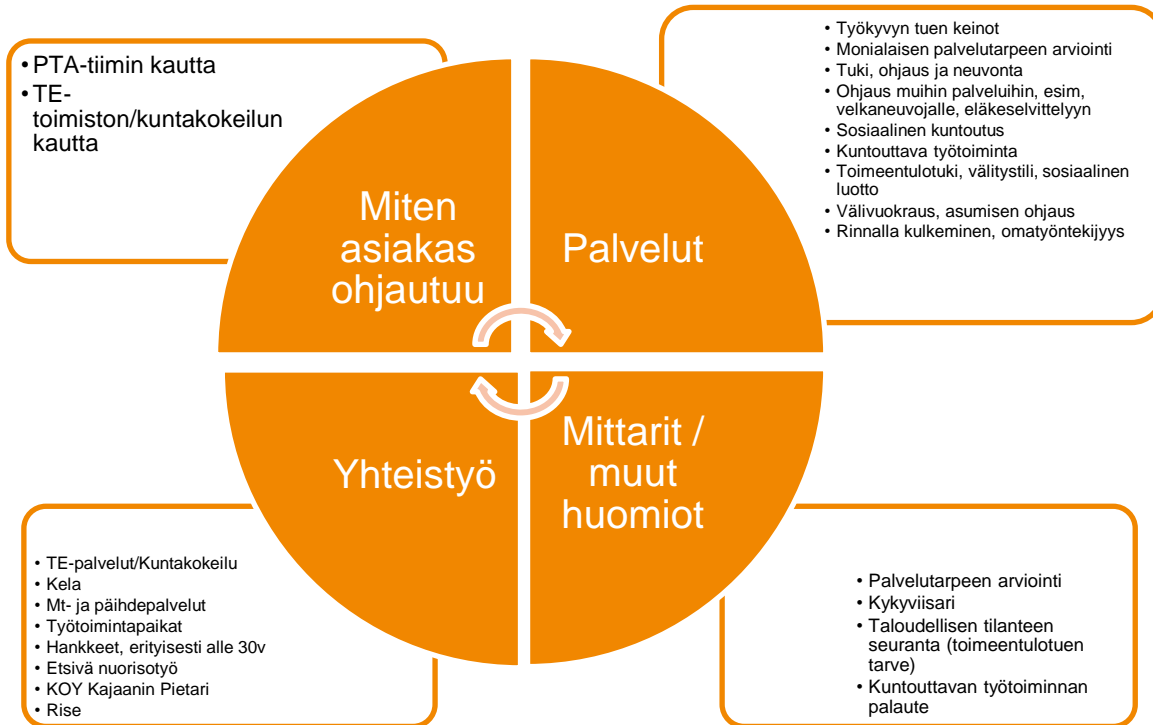 • PTA-tiimin kautta
• TE-
toimiston/kuntakokeilun
kautta
Miten
asiakas
ohjautuu
• Työkyvyn tuen keinot
• Monialaisen palvelutarpeen arviointi
• Tuki, ohjaus ja neuvonta
• Ohjaus muihin palveluihin, esim,
velkaneuvojalle, eläkeselvittelyyn
• Sosiaalinen kuntoutus
• Kuntouttava työtoiminta
• Toimeentulotuki, välitystili, sosiaalinen
luotto
• Välivuokraus, asumisen ohjaus
• Rinnalla kulkeminen, omatyöntekijyys
Palvelut
Yhteistyö
• TE-palvelut/Kuntakokeilu
• Kela
• Mt- ja päihdepalvelut
• Työtoimintapaikat
• Hankkeet, erityisesti alle 30v
• Etsivä nuorisotyö
• KOY Kajaanin Pietari
• Rise
Mittarit /
muut
huomiot
• Palvelutarpeen arviointi
• Kykyviisari
• Taloudellisen tilanteen
seuranta (toimeentulotuen
tarve)
• Kuntouttavan työtoiminnan
palaute